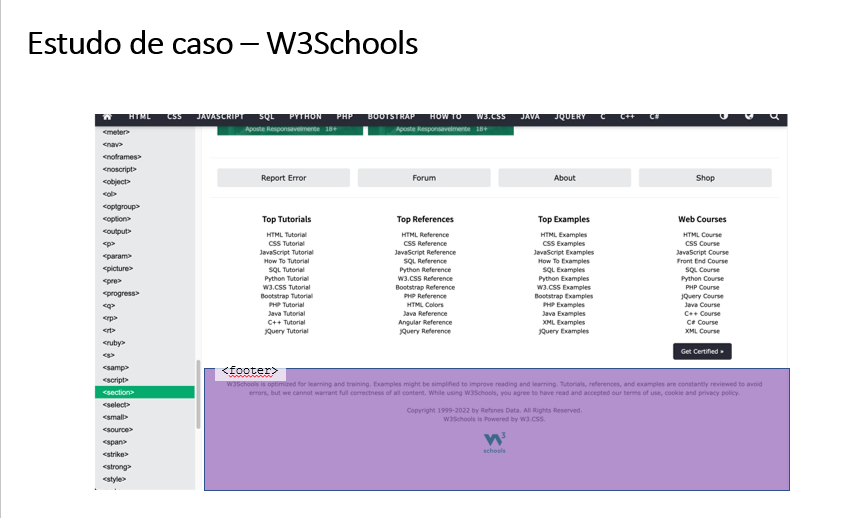 Estudo de caso – W3Schools
HTML CSS JAVASCRIPT SQL PYTHON PHP BOOTSTRAP HOW TO W3.CSS JAVA JQUERY C C++ C#
<meter>
<nav>
<noframes>
<noscript>
<object>
<ol>
<optgroup>
<option>
<output>
<p>
<param>
<picture>
<pre>
<progress>
<q>
<rp>
<rt>
<ruby>
<s>
<samp>
<script>
<section>
<select>
<small>
<source>
<span>
<strike>
<strong>
<style>
Aposte Responsavelmente 18+ Aposte Responsavelmente 18+
Report Error Forum About Shop
Top Tutorials
HTML Tutorial
CSS Tutorial
JavaScript Tutorial
How To Tutorial
SQL Tutorial
Python Tutorial
W3.CSS Tutorial
Bootstrap Tutorial
PHP Tutorial
Java Tutorial
C++ Tutorial
jQuery Tutorial
Top References
HTML Reference
CSS Reference
JavaScript Reference
SQL Reference
Python Reference
W3.CSS Reference
Bootstrap Reference
PHP Reference
HTML Colors
Java Reference
Angular Reference
jQuery Reference
Top Examples
HTML Examples
CSS Examples
JavaScript Examples
How To Examples
SQL Examples
Python Examples
W3.CSS Examples
Bootstrap Examples
PHP Examples
Java Examples
XML Examples
jQuery Examples
Web Courses
HTML Course
CSS Course
JavaScript Course
Front End Course
SQL Course
Python Course
PHP Course
jQuery Course
Java Course
C++ Course
C# Course
XML Course
Get Certified »
<footer>
W3Schools is optimized for learning and training. Examples might be simplified to improve reading and learning. Tutorials, references, and examples are constantly reviewed to avoid
errors, but we cannot warrant full correctness of all content. While using W3Schools, you agree to have read and accepted our terms of use, cookie and privacy policy.
Copyright 1999-2022 by Refsnes Data. All Rights Reserved.
W3Schools is Powered by W3.CSS.
W3
schools